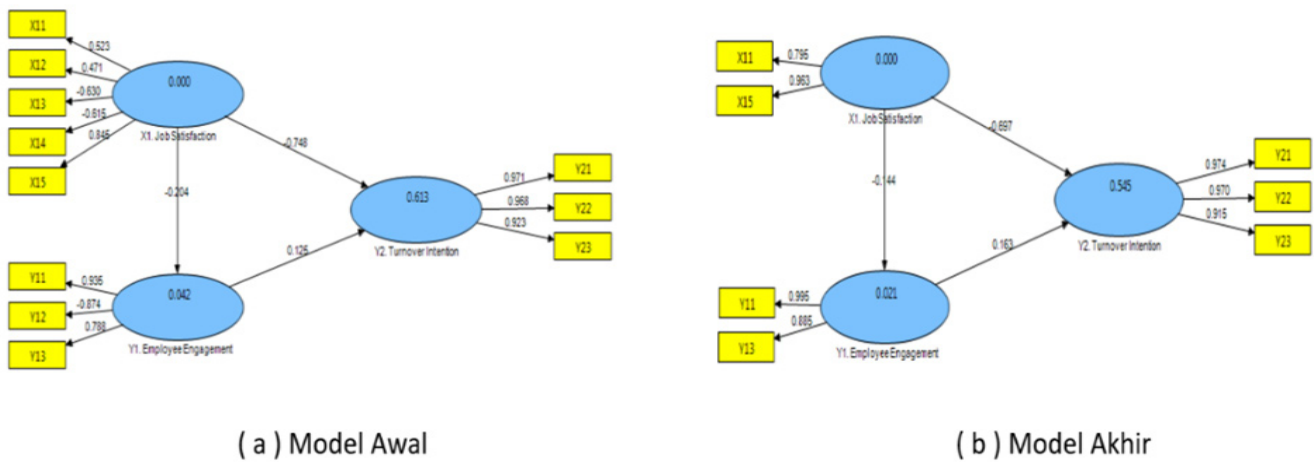 X11
0.523
X12
0.471
X13
-0.630
X14
-0.615
X15
0.845
0.000
X1. Job Satisfaction
-0.748
-0.204
0.613
Y2. Turnover Intention
0.971
Y21
0.968
Y22
0.923
Y23
0.125
Y11
0.935
Y12
-0.874
Y13
0.788
0.042
Y1. Employee Engagement
( a ) Model Awal
X11
0.795
X15
0.963
0.000
X1. Job Satisfaction
-0.697
-0.144
0.545
Y2. Turnover Intention
0.974
Y21
0.970
Y22
0.915
Y23
0.163
Y11
0.995
Y13
0.885
0.021
Y1. Employee Engagement
( b ) Model Akhir